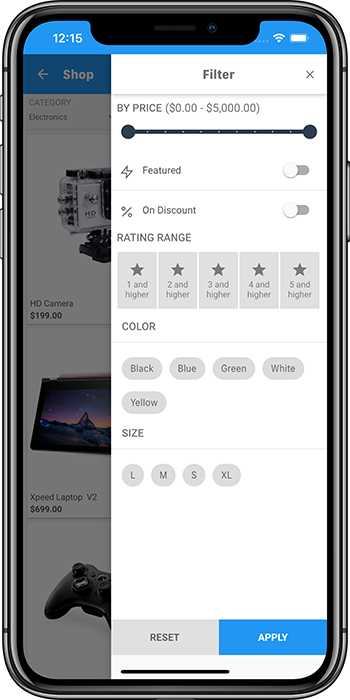 12:15
Shop
Filter
CATEGORY
Electronics
BY PRICE ($0.00 - $5,000.00)
Featured
On Discount
RATING RANGE
1 and higher
2 and higher
3 and higher
4 and higher
5 and higher
HD
HD Camera
$199.00
COLOR
Black
Blue
Green
White
Yellow
SIZE
L
M
S
XL
Xpeed Laptop V2
$699.00
RESET
APPLY